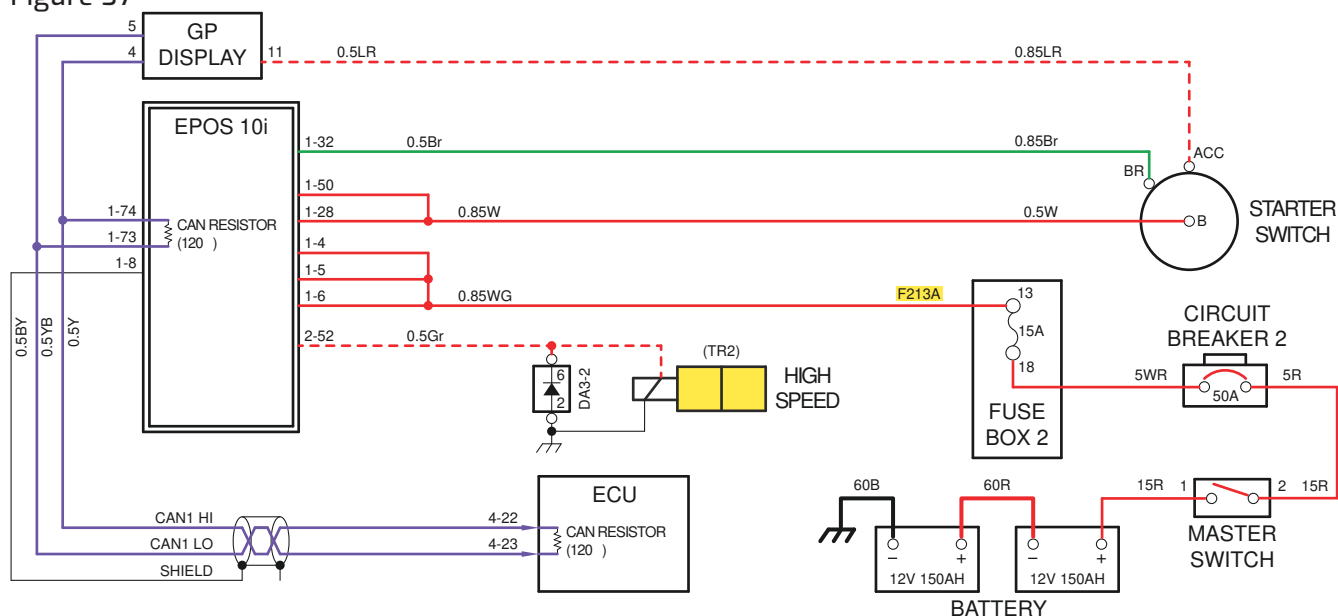 Figure 37
5
4
GP
DISPLAY
11
0.5LR
0.85LR
EPOS 10i
1-32
0.5Br
0.85Br
ACC
BR
1-50
1-28
0.85W
0.5W
B
STARTER
SWITCH
1-74
1-73
1-8
CAN RESISTOR
(120 )
1-4
1-5
1-6
0.85WG
F213A
13
15A
18
FUSE
BOX 2
CIRCUIT
BREAKER 2
5WR
50A
5R
0.5BY
0.5YB
0.5Y
2-52
0.5Gr
6
2
DA3-2
(TR2)
HIGH
SPEED
ECU
CAN RESISTOR
(120 )
4-22
4-23
CAN1 HI
CAN1 LO
SHIELD
60B
60R
15R
1
2
15R
MASTER
SWITCH
–
+
12V 150AH
–
+
12V 150AH
BATTERY